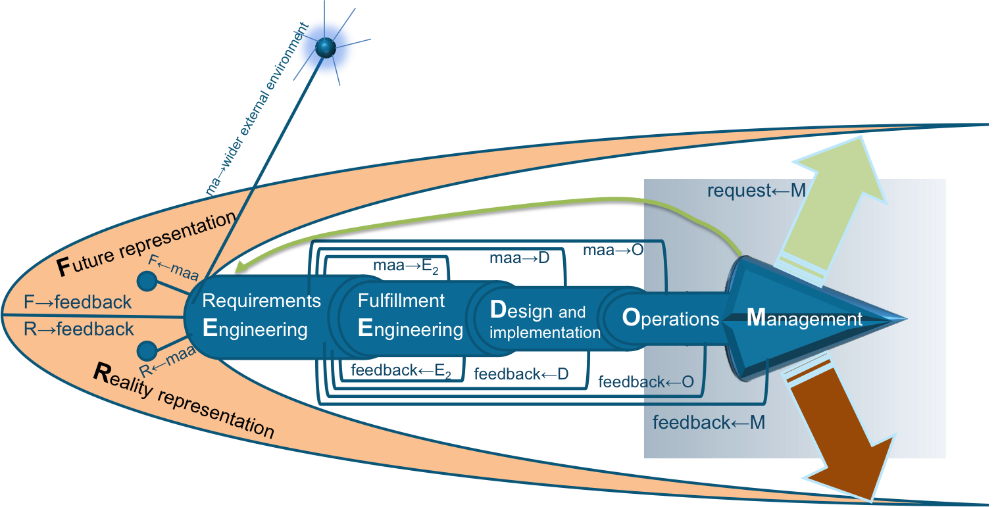 ma→wider external environment
request←M
Future representation
F←maa
maa→O
maa→D
maa→E₂
F→feedback
R→feedback
Requirements
Engineering
Fulfillment
Engineering
Design and
implementation
Operations
Management
R←maa
feedback←E₂
feedback←D
feedback←O
feedback←M
Reality representation